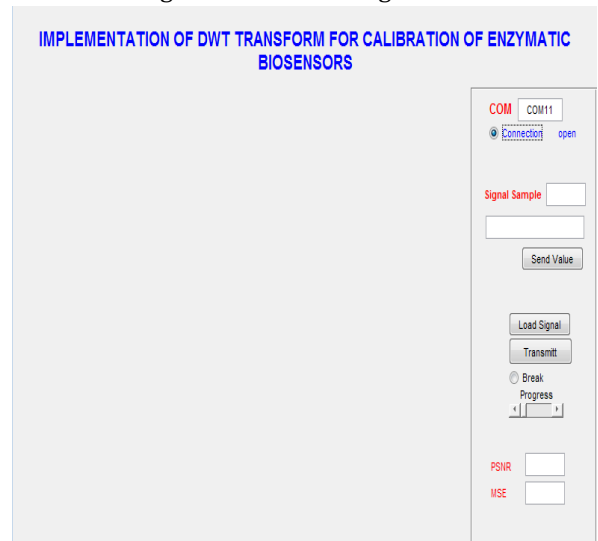 IMPLEMENTATION OF DWT TRANSFORM FOR CALIBRATION OF ENZYMATIC
BIOSENSORS
COM COM11
Connection open
Signal Sample
Send Value
Load Signal
Transmitt
Break
Progress
PSNR
MSE